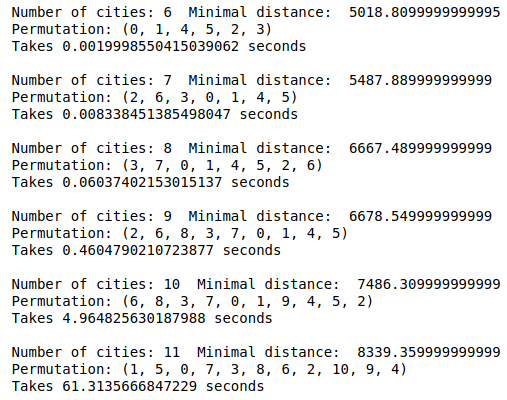 Number of cities: 6  Minimal distance:  5018.8099999999995
Permutation: (0, 1, 4, 5, 2, 3)
Takes 0.0019998550415039062 seconds
Number of cities: 7  Minimal distance:  5487.889999999999
Permutation: (2, 6, 3, 0, 1, 4, 5)
Takes 0.008338451385498047 seconds
Number of cities: 8  Minimal distance:  6667.489999999999
Permutation: (3, 7, 0, 1, 4, 5, 2, 6)
Takes 0.06037402153015137 seconds
Number of cities: 9  Minimal distance:  6678.549999999999
Permutation: (2, 6, 8, 3, 7, 0, 1, 4, 5)
Takes 0.4604790210723877 seconds
Number of cities: 10  Minimal distance:  7486.309999999999
Permutation: (6, 8, 3, 7, 0, 1, 9, 4, 5, 2)
Takes 4.964825630187988 seconds
Number of cities: 11  Minimal distance:  8339.359999999999
Permutation: (1, 5, 0, 7, 3, 8, 6, 2, 10, 9, 4)
Takes 61.3135666847229 seconds